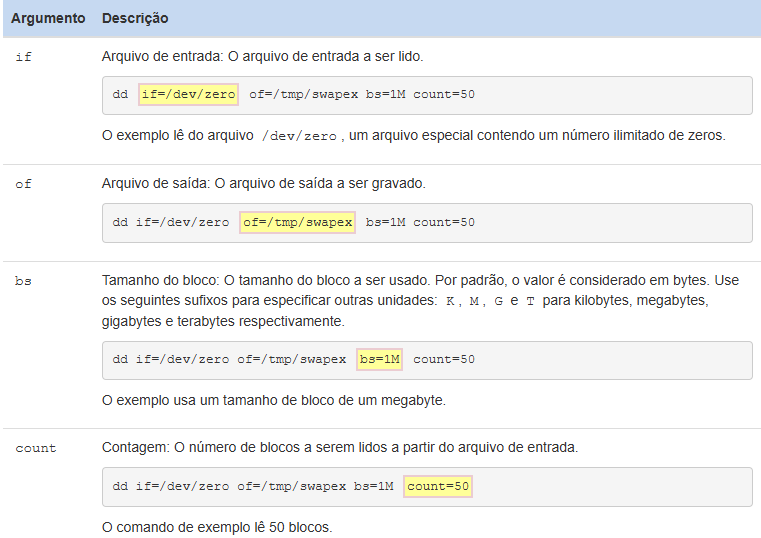 Argumento Descrição
if Arquivo de entrada: O arquivo de entrada a ser lido.
dd if=/dev/zero of=/tmp/swapex bs=1M count=50
O exemplo lê do arquivo /dev/zero, um arquivo especial contendo um número ilimitado de zeros.
of Arquivo de saída: O arquivo de saída a ser gravado.
dd if=/dev/zero of=/tmp/swapex bs=1M count=50
bs Tamanho do bloco: O tamanho do bloco a ser usado. Por padrão, o valor é considerado em bytes. Use
os seguintes sufixos para especificar outras unidades: K, M, G e T para kilobytes, megabytes,
gigabytes e terabytes respectivamente.
dd if=/dev/zero of=/tmp/swapex bs=1M count=50
O exemplo usa um tamanho de bloco de um megabyte.
count Contagem: O número de blocos a serem lidos a partir do arquivo de entrada.
dd if=/dev/zero of=/tmp/swapex bs=1M count=50
O comando de exemplo lê 50 blocos.